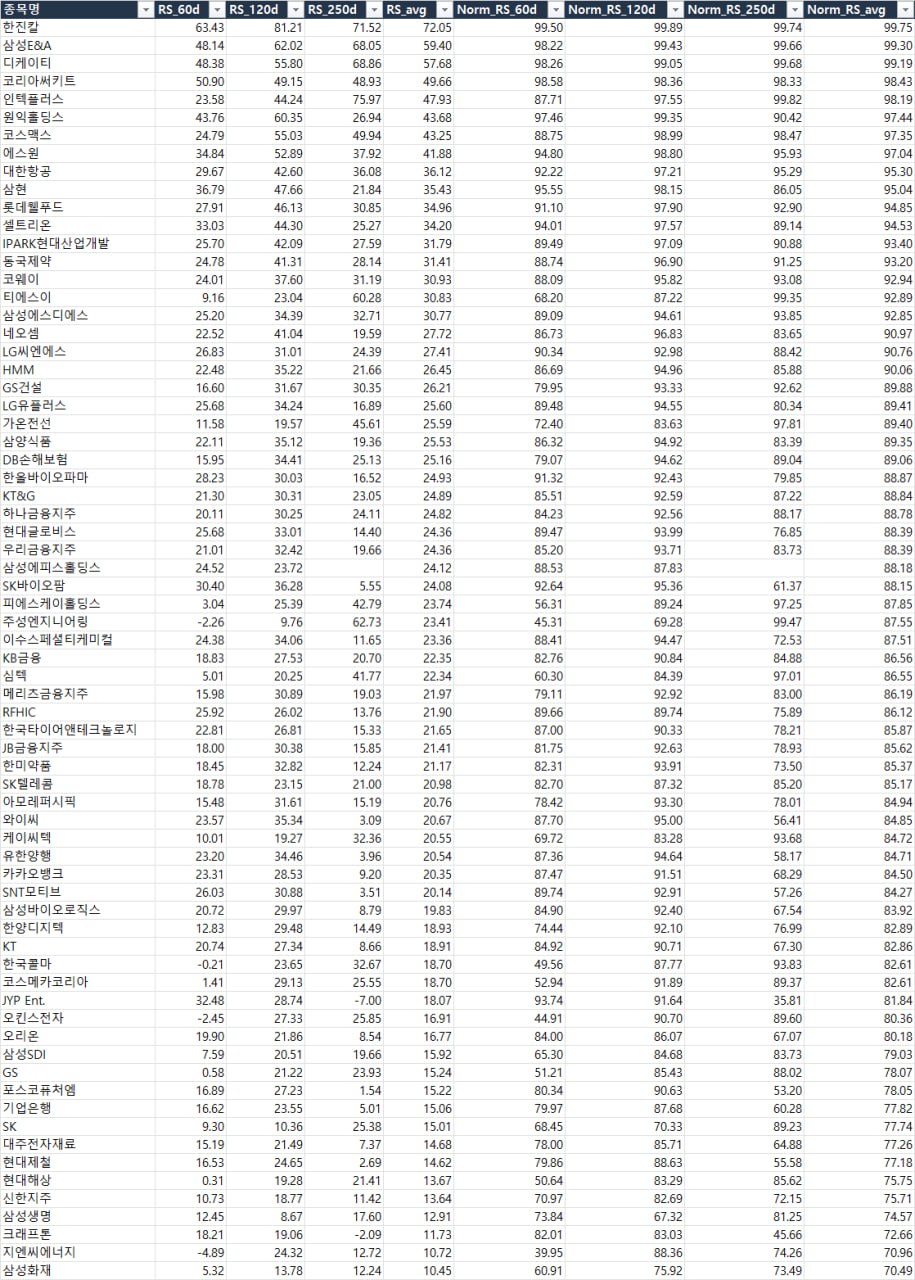 종목명 RS_60d RS_120d RS_250d RS_avg Norm_RS_60d Norm_RS_120d Norm_RS_250d Norm_RS_avg
한진칼 63.43 81.21 71.52 72.05 99.50 99.89 99.74 99.75
삼성E&A 48.14 62.02 68.05 59.40 98.22 99.43 99.66 99.30
디케이티 48.38 55.80 68.86 57.68 98.26 99.05 99.68 99.19
코리아써키트 50.90 49.15 48.93 49.66 98.58 98.36 98.33 98.43
인텍플러스 23.58 44.24 75.97 47.93 87.71 97.55 99.82 98.19
원익홀딩스 43.76 60.35 26.94 43.68 97.46 99.35 90.42 97.44
코스맥스 24.79 55.03 49.94 43.25 88.75 98.99 98.47 97.35
에스원 34.84 52.89 37.92 41.88 94.80 98.80 95.93 97.04
대한항공 29.67 42.60 36.08 36.12 92.22 97.21 95.29 95.30
삼현 36.79 47.66 21.84 35.43 95.55 98.15 86.05 95.04
롯데웰푸드 27.91 46.13 30.85 34.96 91.10 97.90 92.90 94.85
셀트리온 33.03 44.30 25.27 34.20 94.01 97.57 89.14 94.53
IPARK현대산업개발 25.70 42.09 27.59 31.79 89.49 97.09 90.88 93.40
동국제약 24.78 41.31 28.14 31.41 88.74 96.90 91.25 93.20
코웨이 24.01 37.60 31.19 30.93 88.09 95.82 93.08 92.94
티에스이 9.16 23.04 60.28 30.83 68.20 87.22 99.35 92.89
삼성에스디에스 25.20 34.39 32.71 30.77 89.09 94.61 93.85 92.85
네오셈 22.52 41.04 19.59 27.72 86.73 96.83 83.65 90.97
LG씨엔에스 26.83 31.01 24.39 27.41 90.34 92.98 88.42 90.76
HMM 22.48 35.22 21.66 26.45 86.69 94.96 85.88 90.06
GS건설 16.60 31.67 30.35 26.21 79.95 93.33 92.62 89.88
LG유플러스 25.68 34.24 16.89 25.60 89.48 94.55 80.34 89.41
가온전선 11.58 19.57 45.61 25.59 72.40 83.63 97.81 89.40
삼양식품 22.11 35.12 19.36 25.53 86.32 94.92 83.39 89.35
DB손해보험 15.95 34.41 25.13 25.16 79.07 94.62 89.04 89.06
한올바이오파마 28.23 30.03 16.52 24.93 91.32 92.43 79.85 88.87
KT&G 21.30 30.31 23.05 24.89 85.51 92.59 87.22 88.84
하나금융지주 20.11 30.25 24.11 24.82 84.23 92.56 88.17 88.78
현대글로비스 25.68 33.01 14.40 24.36 89.47 93.99 76.85 88.39
우리금융지주 21.01 32.42 19.66 24.36 85.20 93.71 83.73 88.39
삼성에피스홀딩스 24.52 23.72 24.12 88.53 87.83 88.18
SK바이오팜 30.40 36.28 5.55 24.08 92.64 95.36 61.37 88.15
피에스케이홀딩스 3.04 25.39 42.79 23.74 56.31 89.24 97.25 87.85
주성엔지니어링 -2.26 9.76 62.73 23.41 45.31 69.28 99.47 87.55
이수스페셜티케미컬 24.38 34.06 11.65 23.36 88.41 94.47 72.53 87.51
KB금융 18.83 27.53 20.70 22.35 82.76 90.84 84.88 86.56
심텍 5.01 20.25 41.77 22.34 60.30 84.39 97.01 86.55
메리츠금융지주 15.98 30.89 19.03 21.97 79.11 92.92 83.00 86.19
RFHIC 25.92 26.02 13.76 21.90 89.66 89.74 75.89 86.12
한국타이어앤테크놀로지 22.81 26.81 15.33 21.65 87.00 90.33 78.21 85.87
JB금융지주 18.00 30.38 15.85 21.41 81.75 92.63 78.93 85.62
한미약품 18.45 32.82 12.24 21.17 82.31 93.91 73.50 85.37
SK텔레콤 18.78 23.15 21.00 20.98 82.70 87.32 85.20 85.17
아모레퍼시픽 15.48 31.61 15.19 20.76 78.42 93.30 78.01 84.94
와이씨 23.57 35.34 3.09 20.67 87.70 95.00 56.41 84.85
케이씨텍 10.01 19.27 32.36 20.55 69.72 83.28 93.68 84.72
유한양행 23.20 34.46 3.96 20.54 87.36 94.64 58.17 84.71
카카오뱅크 23.31 28.53 9.20 20.35 87.47 91.51 68.29 84.50
SNT모티브 26.03 30.88 3.51 20.14 89.74 92.91 57.26 84.27
삼성바이오로직스 20.72 29.97 8.79 19.83 84.90 92.40 67.54 83.92
한양디지텍 12.83 29.48 14.49 18.93 74.44 92.10 76.99 82.89
KT 20.74 27.34 8.66 18.91 84.92 90.71 67.30 82.86
한국콜마 -0.21 23.65 32.67 18.70 49.56 87.77 93.83 82.61
코스메카코리아 1.41 29.13 25.55 18.70 52.94 91.89 89.37 82.61
JYP Ent. 32.48 28.74 -7.00 18.07 93.74 91.64 35.81 81.84
오킨스전자 -2.45 27.33 25.85 16.91 44.91 90.70 89.60 80.36
오리온 19.90 21.86 8.54 16.77 84.00 86.07 67.07 80.18
삼성SDI 7.59 20.51 19.66 15.92 65.30 84.68 83.73 79.03
GS 0.58 21.22 23.93 15.24 51.21 85.43 88.02 78.07
포스코퓨처엠 16.89 27.23 1.54 15.22 80.34 90.63 53.20 78.05
기업은행 16.62 23.55 5.01 15.06 79.97 87.68 60.28 77.82
SK 9.30 10.36 25.38 15.01 68.45 70.33 89.23 77.74
대주전자재료 15.19 21.49 7.37 14.68 78.00 85.71 64.88 77.26
현대제철 16.53 24.65 2.69 14.62 79.86 88.63 55.58 77.18
현대해상 0.31 19.28 21.41 13.67 50.64 83.29 85.62 75.75
신한지주 10.73 18.77 11.42 13.64 70.97 82.69 72.15 75.71
삼성생명 12.45 8.67 17.60 12.91 73.84 67.32 81.25 74.57
크래프톤 18.21 19.06 -2.09 11.73 82.01 83.03 45.66 72.66
지엔씨에너지 -4.89 24.32 12.72 10.72 39.95 88.36 74.26 70.96
삼성화재 5.32 13.78 12.24 10.45 60.91 75.92 73.49 70.49